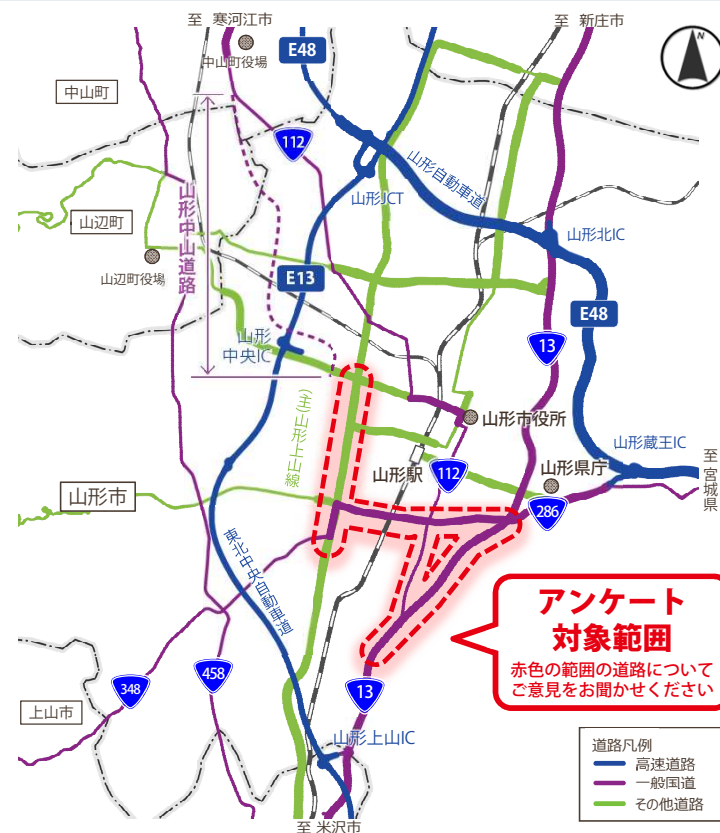 至 寒河江市
至 新庄市
N
中山町役場
E48
中山町
112
山形自動車道
山形JCT
山形中山道路
山辺町
山形北IC
山辺町役場
E13
E48
山形
中央IC
13
(主)山形上山線
山形市役所
山形蔵王IC
至 宮城県
山形駅
112
山形県庁
山形市
286
東北中央自動車道
アンケート
対象範囲
赤色の範囲の道路について
ご意見をお聞かせください
348
458
13
上山市
山形上山IC
道路凡例
高速道路
一般国道
その他道路
至 米沢市